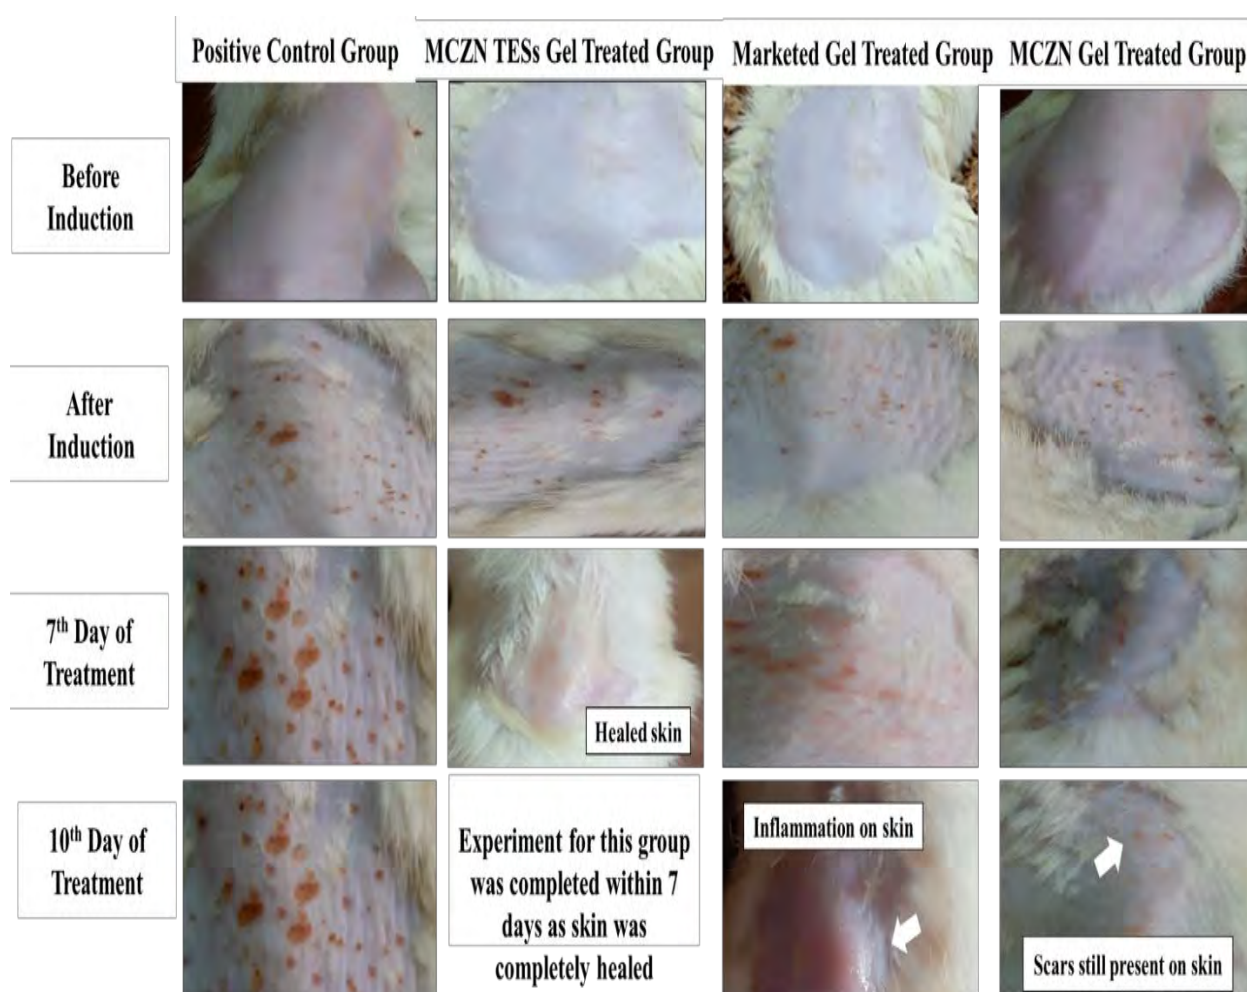 Positive Control Group
MCZN TESs Gel Treated Group
Marketed Gel Treated Group
MCZN Gel Treated Group
Before
Induction
After
Induction
7th Day of
Treatment
Healed skin
10th Day of
Treatment
Experiment for this group
was completed within 7
days as skin was
completely healed
Inflammation on skin
Scars still present on skin